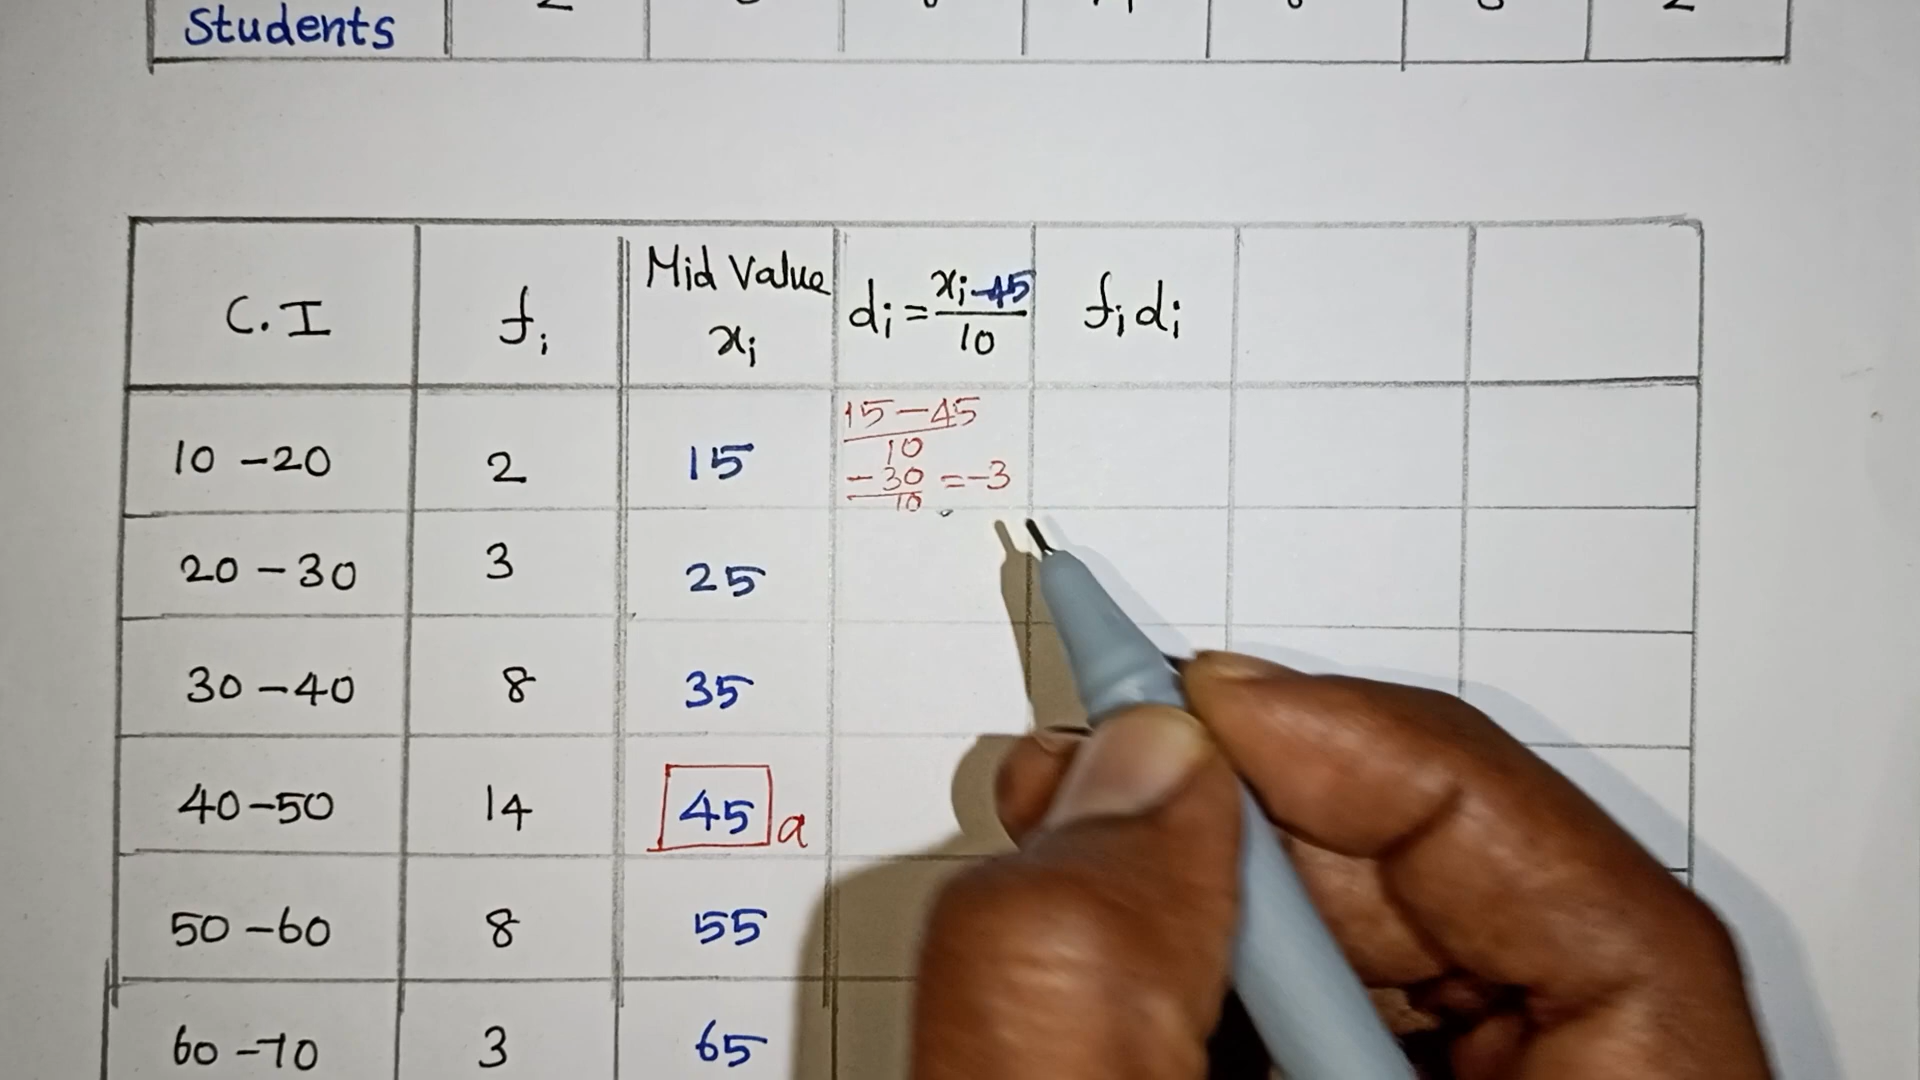 Students
C.I fi Mid Value xi di = xi-45/10 fidi
10-20 2 15 15-45/10
-30/10 = -3
20-30 3 25
30-40 8 35
40-50 14 45 a
50-60 8 55
60-70 3 65